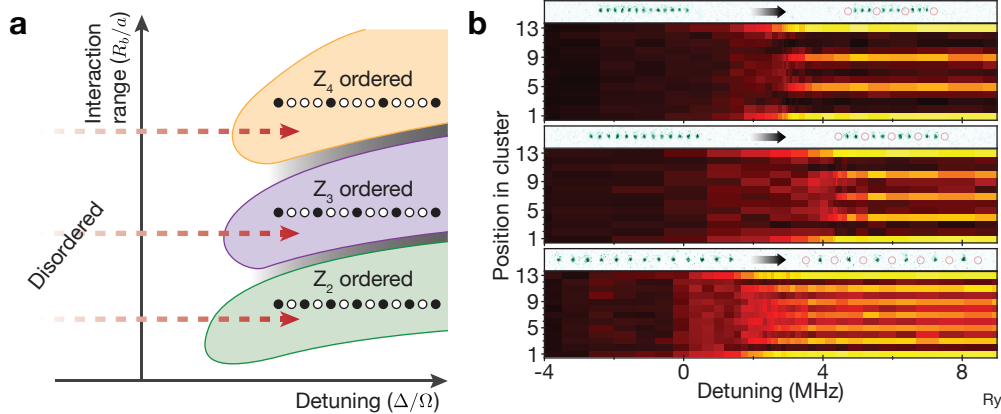 a
Interaction
range (R_b/a)
Z_4 ordered
Z_3 ordered
Z_2 ordered
Disordered
Detuning (Δ/Ω)
b
Position in cluster
13
9
5
1
13
9
5
1
13
9
5
1
-4
0
4
8
Detuning (MHz)
Ry